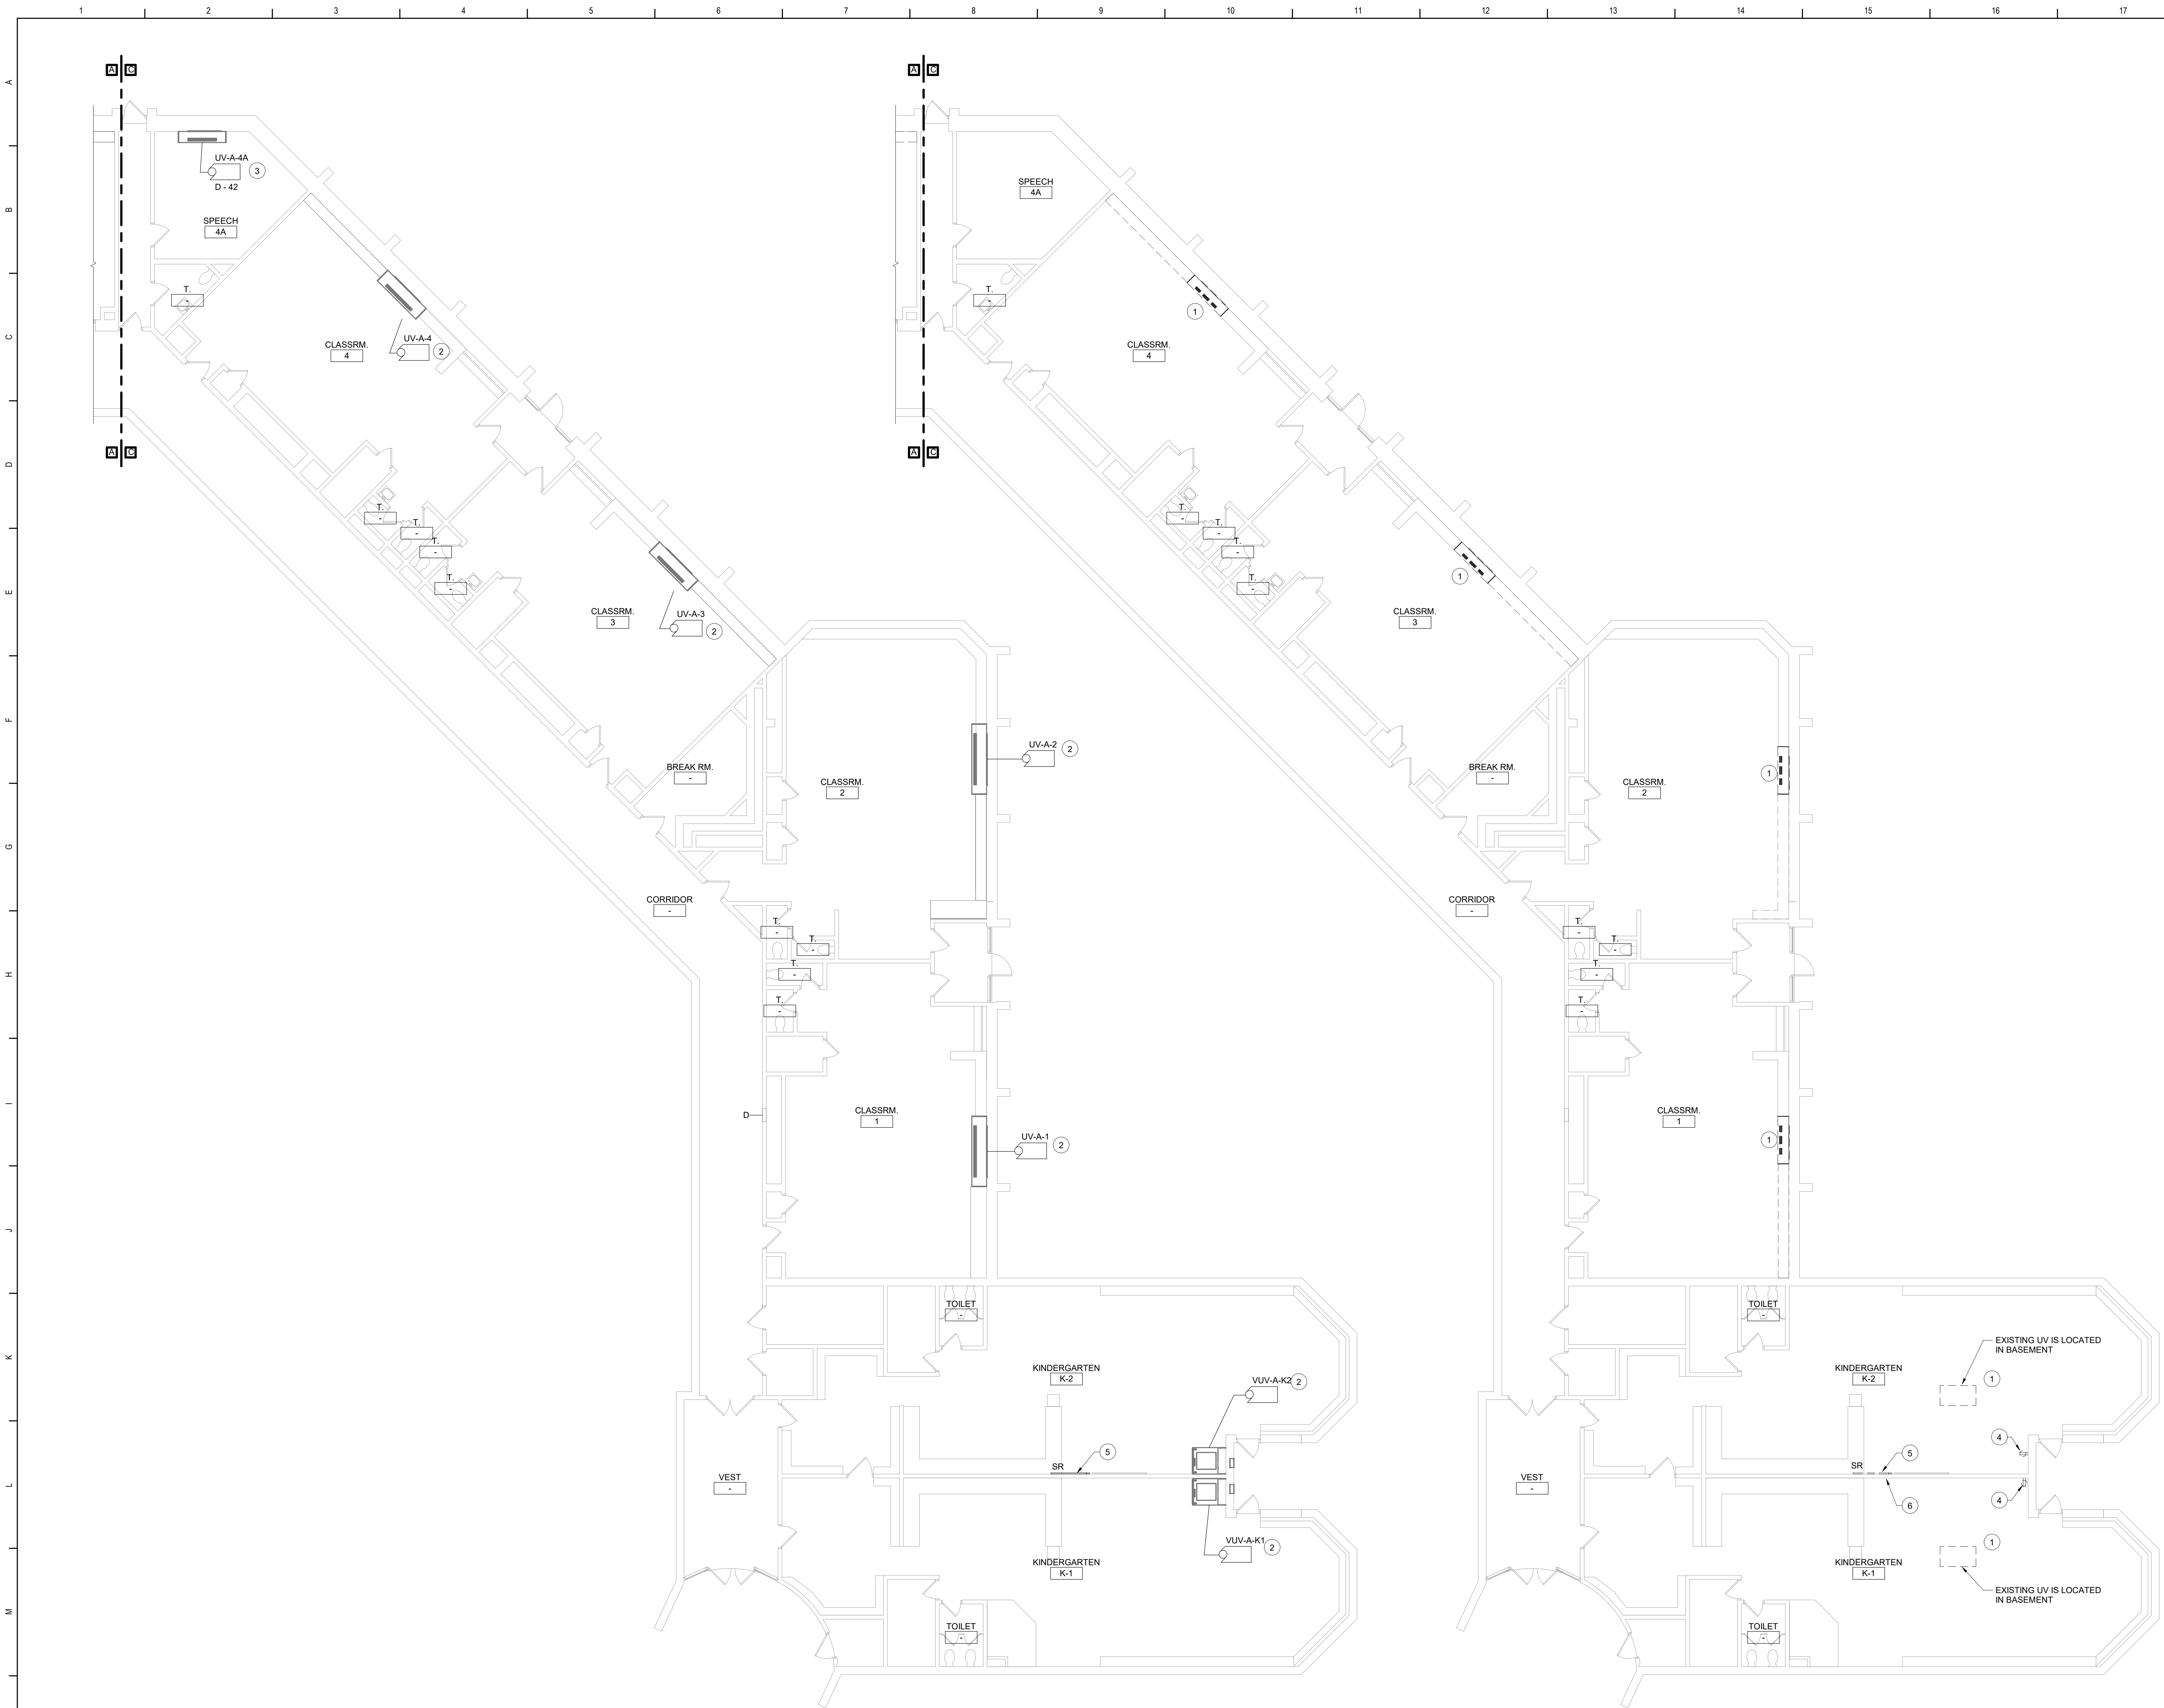 1 2 3 4 5 6 7 8 9 10 11 12 13 14 15 16 17
A
B
C
D
E
F
G
H
I
J
K
L
M
A C
UV-A-4A
3
D - 42
SPEECH
4A
T.
-
CLASSRM.
4
UV-A-4
2
A C
T.
-
T.
-
T.
-
T.
-
CLASSRM.
3
UV-A-3
2
BREAK RM.
-
CLASSRM.
2
UV-A-2
2
CORRIDOR
-
T.
-
T.
-
T.
-
T.
-
D
CLASSRM.
1
UV-A-1
2
TOILET
-
KINDERGARTEN
K-2
VUV-A-K2
2
5
SR
VEST
-
VUV-A-K1
2
KINDERGARTEN
K-1
TOILET
-
A C
SPEECH
4A
T.
-
1
CLASSRM.
4
A C
T.
-
T.
-
T.
-
T.
-
1
CLASSRM.
3
BREAK RM.
-
CLASSRM.
2
1
CORRIDOR
-
T.
-
T.
-
T.
-
T.
-
CLASSRM.
1
1
TOILET
-
EXISTING UV IS LOCATED
IN BASEMENT
KINDERGARTEN
K-2
1
4
5
SR
VEST
-
4
6
1
KINDERGARTEN
K-1
EXISTING UV IS LOCATED
IN BASEMENT
TOILET
-